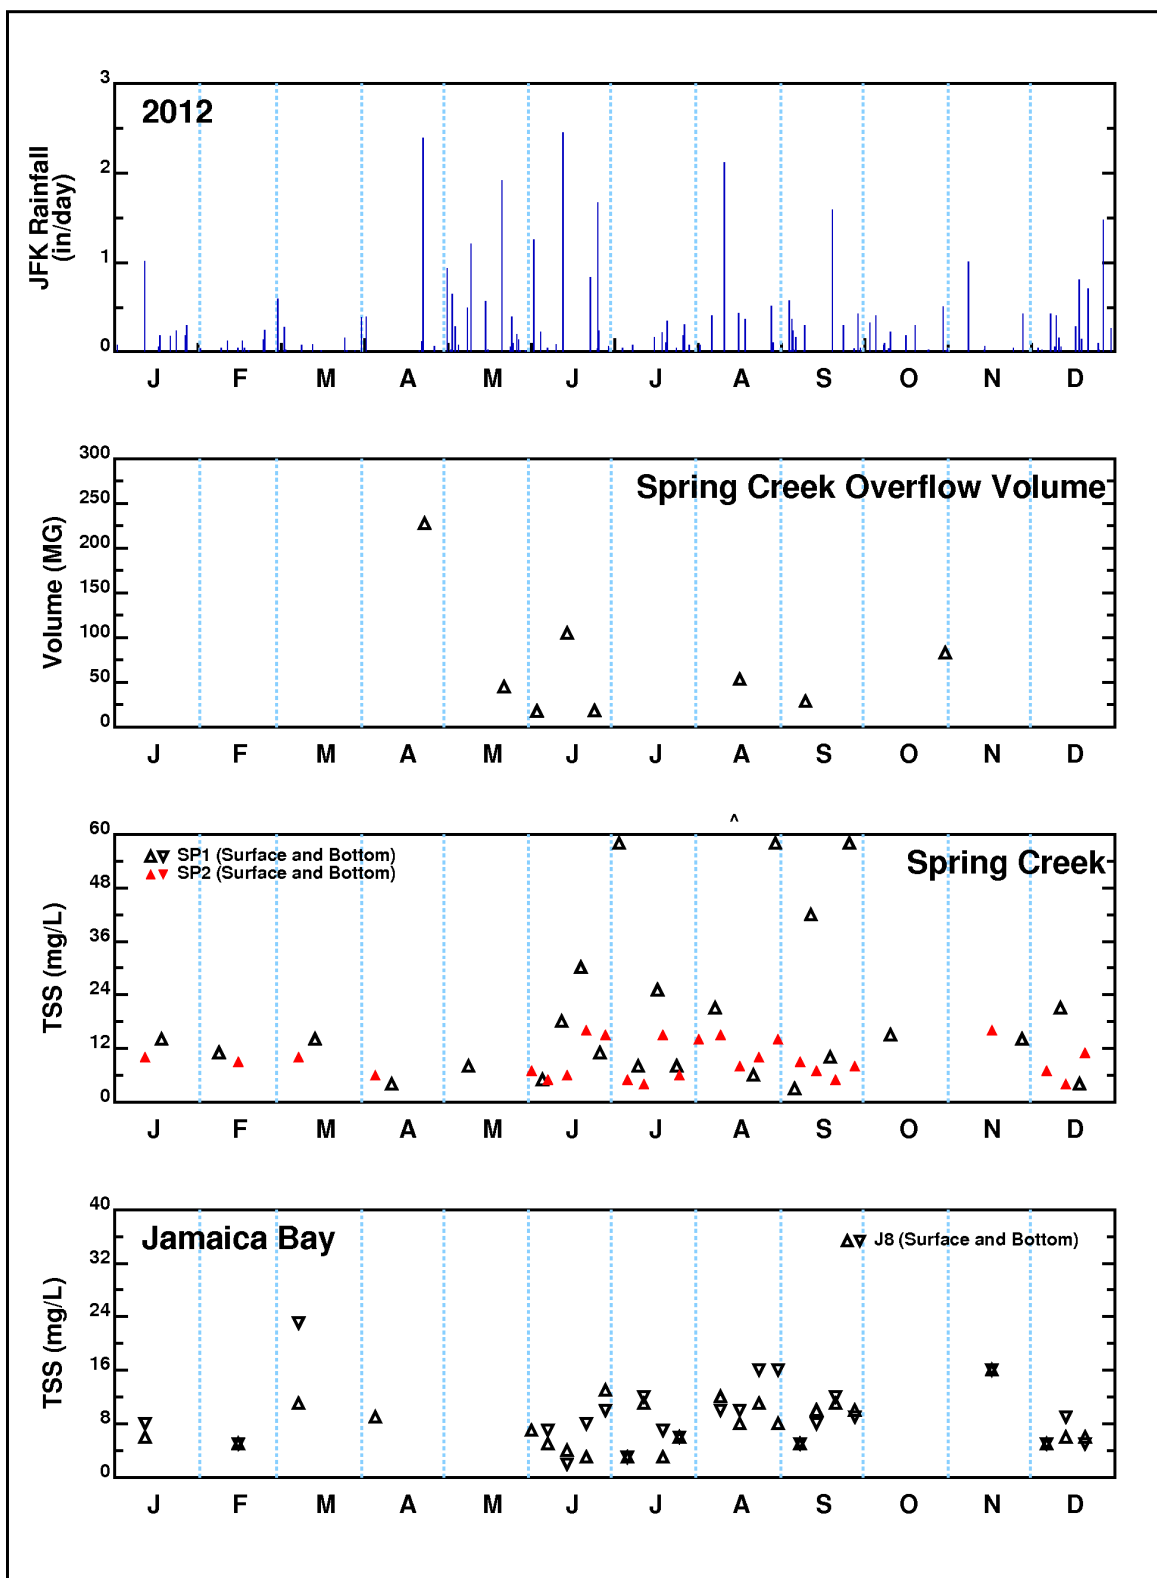 3
2012
2
1
0
JFK Rainfall
(in/day)
J F M A M J J A S O N D
300
Spring Creek Overflow Volume
250
200
150
100
50
0
Volume (MG)
J F M A M J J A S O N D
^
60
SP1 (Surface and Bottom)
SP2 (Surface and Bottom)
Spring Creek
48
36
24
12
0
TSS (mg/L)
J F M A M J J A S O N D
40
Jamaica Bay
J8 (Surface and Bottom)
32
24
16
8
0
TSS (mg/L)
J F M A M J J A S O N D